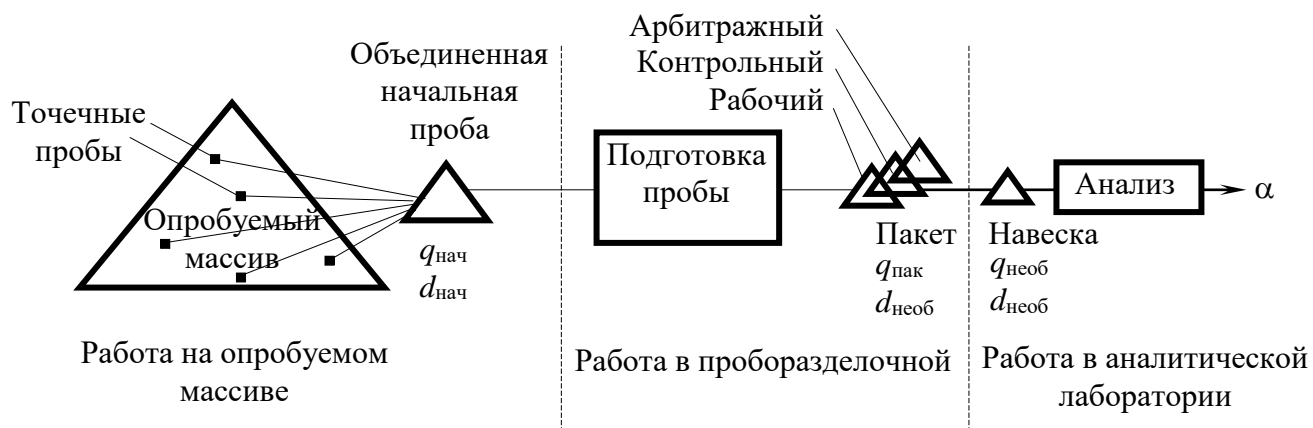 Точечные
пробы
Опробуемый
массив
Объединенная
начальная
проба
qнач
dнач
Работа на опробуемом
массиве
Подготовка
пробы
Работа в проборазделочной
Арбитражный
Контрольный
Рабочий
Пакет
qпак
dнеоб
Навеска
qнеоб
dнеоб
Анализ
α
Работа в аналитической
лаборатории